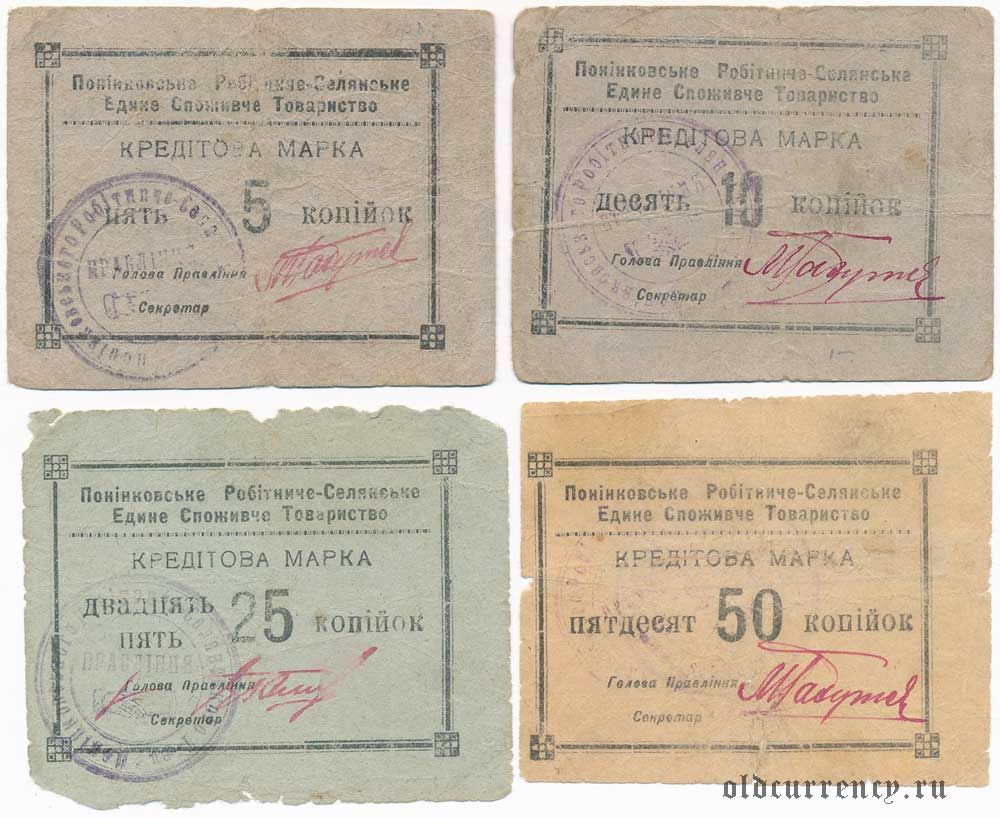 Понінковське Робітниче-Селянське
Едине Споживче Товариство
КРЕДІТОВА МАРКА
пять 5 копійок
Голова Правління
Секретар
Понінковське Робітниче-Селянське
Едине Споживче Товариство
КРЕДІТОВА МАРКА
десять 10 копійок
Голова Правління
Секретар
Понінковське Робітниче-Селянське
Едине Споживче Товариство
КРЕДІТОВА МАРКА
двадцять 25 копійок
пять
Голова Правління
Секретар
Понінковське Робітниче-Селянське
Едине Споживче Товариство
КРЕДІТОВА МАРКА
пятдесят 50 копійок
Голова Правління
Секретар
oldcurrency.ru